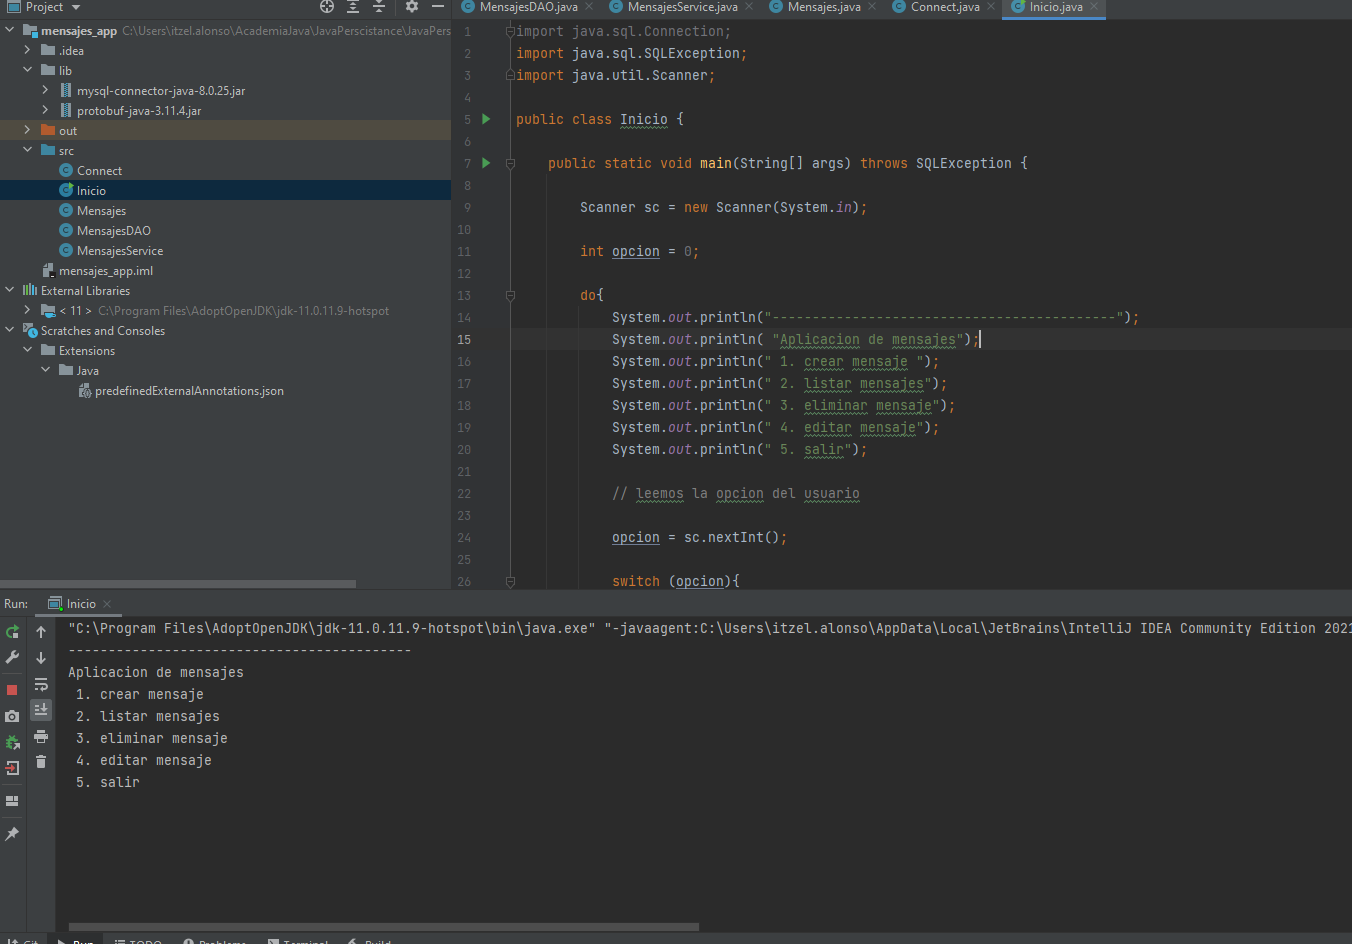 Project
mensajes_app C:\Users\itzel.alonso\AcademiaJava\JavaPerscistance\JavaPers
.idea
lib
mysql-connector-java-8.0.25.jar
protobuf-java-3.11.4.jar
out
src
Connect
Inicio
Mensajes
MensajesDAO
MensajesService
mensajes_app.iml
External Libraries
< 11 > C:\Program Files\AdoptOpenJDK\jdk-11.0.11.9-hotspot
Scratches and Consoles
Extensions
Java
predefinedExternalAnnotations.json
MensajesDAO.java MensajesService.java Mensajes.java Connect.java Inicio.java
1 import java.sql.Connection;
2 import java.sql.SQLException;
3 import java.util.Scanner;
4
5 public class Inicio {
6
7 public static void main(String[] args) throws SQLException {
8
9 Scanner sc = new Scanner(System.in);
10
11 int opcion = 0;
12
13 do{
14 System.out.println("-------------------------------------------");
15 System.out.println( "Aplicacion de mensajes");
16 System.out.println(" 1. crear mensaje ");
17 System.out.println(" 2. listar mensajes");
18 System.out.println(" 3. eliminar mensaje");
19 System.out.println(" 4. editar mensaje");
20 System.out.println(" 5. salir");
21
22 // leemos la opcion del usuario
23
24 opcion = sc.nextInt();
25
26 switch (opcion){
Run: Inicio
"C:\Program Files\AdoptOpenJDK\jdk-11.0.11.9-hotspot\bin\java.exe" "-javaagent:C:\Users\itzel.alonso\AppData\Local\JetBrains\IntelliJ IDEA Community Edition 2021
-------------------------------------------
Aplicacion de mensajes
1. crear mensaje
2. listar mensajes
3. eliminar mensaje
4. editar mensaje
5. salir
Git Run TODO Problems Terminal Build